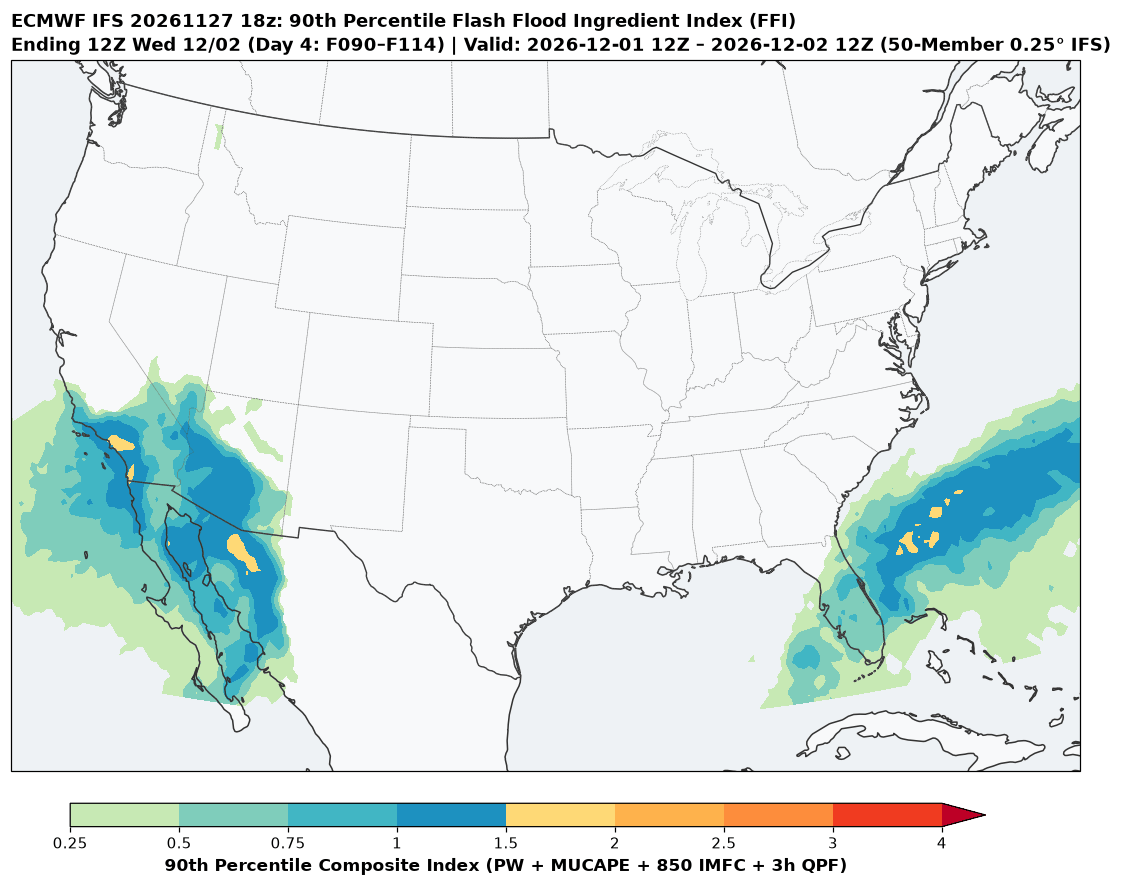 ECMWF IFS 20261127 18z: 90th Percentile Flash Flood Ingredient Index (FFI)
Ending 12Z Wed 12/02 (Day 4: F090–F114) | Valid: 2026-12-01 12Z – 2026-12-02 12Z (50-Member 0.25° IFS)
0.25 0.5 0.75 1 1.5 2 2.5 3 4
90th Percentile Composite Index (PW + MUCAPE + 850 IMFC + 3h QPF)